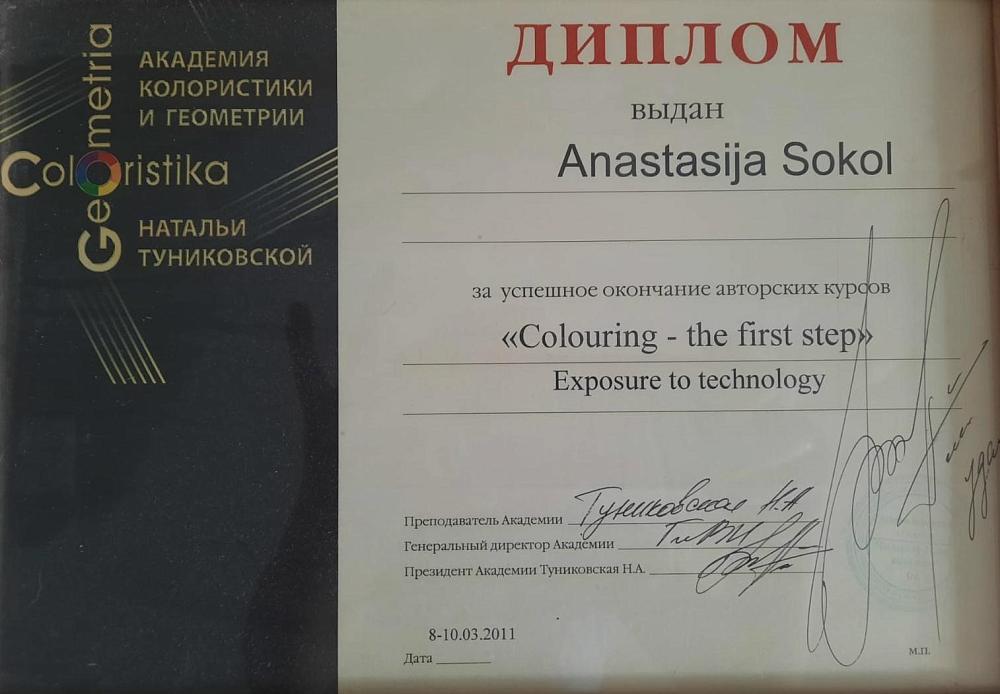 Geometria
АКАДЕМИЯ
КОЛОРИСТИКИ
И ГЕОМЕТРИИ
Coloristika
НАТАЛЬИ
ТУНИКОВСКОЙ
ДИПЛОМ
выдан
Anastasija Sokol
за успешное окончание авторских курсов
«Colouring - the first step»
Exposure to technology
Преподаватель Академии Туниковская Н.А
Генеральный директор Академии
Президент Академии Туниковская Н.А.
8-10.03.2011
Дата
М.П.